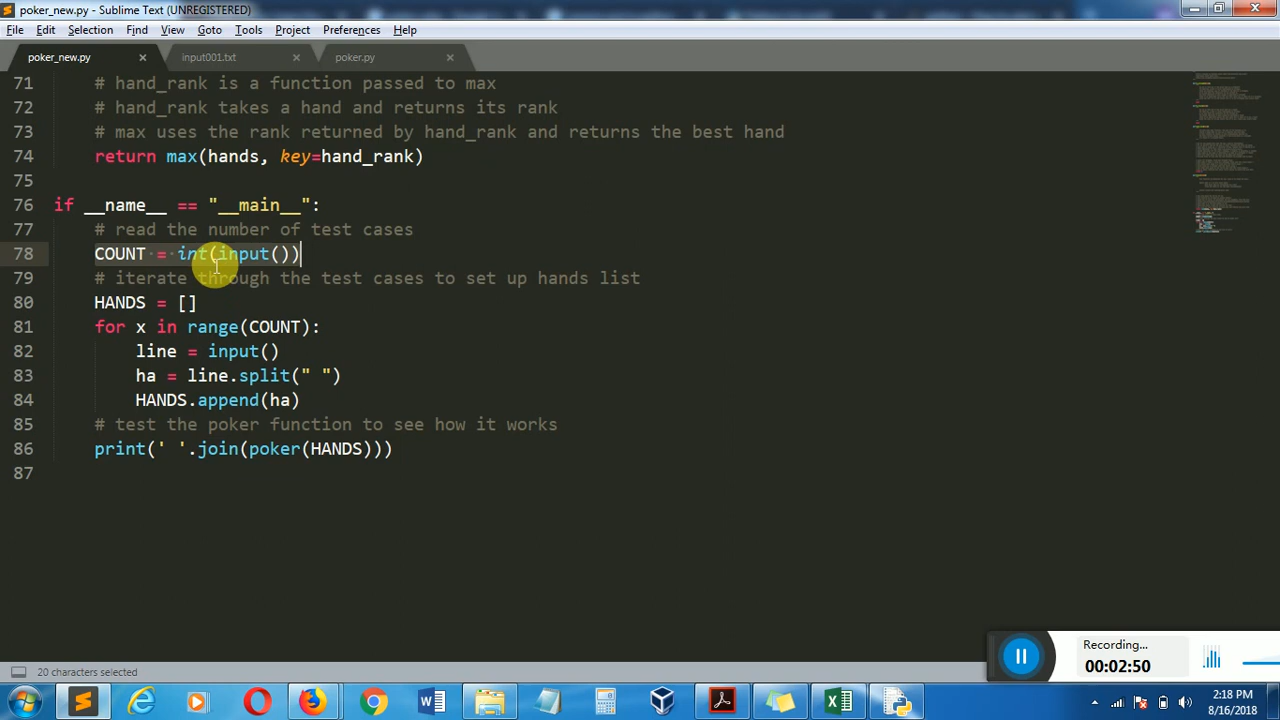 poker_new.py - Sublime Text (UNREGISTERED)
File Edit Selection Find View Goto Tools Project Preferences Help
poker_new.py × input001.txt × poker.py ×
71 # hand_rank is a function passed to max
72 # hand_rank takes a hand and returns its rank
73 # max uses the rank returned by hand_rank and returns the best hand
74 return max(hands, key=hand_rank)
75
76 if __name__ == "__main__":
77 # read the number of test cases
78 COUNT = int(input())
79 # iterate through the test cases to set up hands list
80 HANDS = []
81 for x in range(COUNT):
82 line = input()
83 ha = line.split(" ")
84 HANDS.append(ha)
85 # test the poker function to see how it works
86 print(' '.join(poker(HANDS)))
87
Recording...
00:02:50
20 characters selected
2:18 PM
8/16/2018